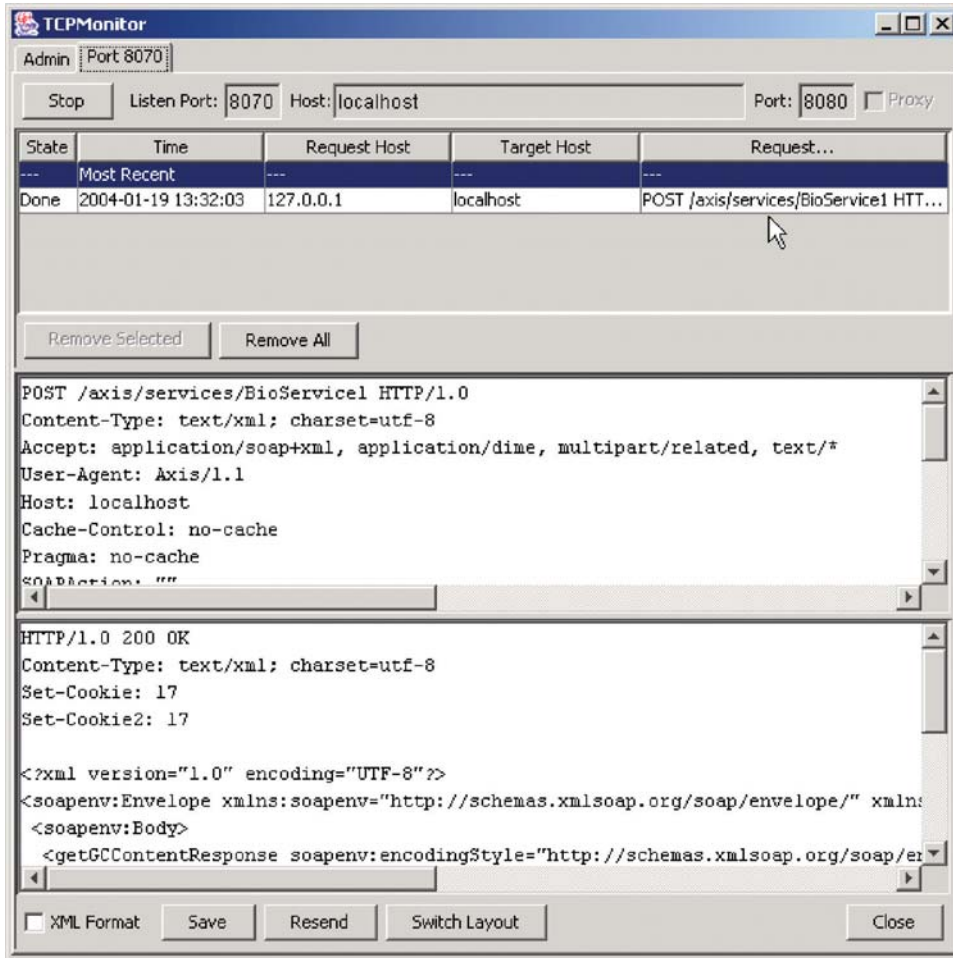 TCPMonitor
Admin Port 8070
Stop Listen Port: 8070 Host: localhost Port: 8080 Proxy
State Time Request Host Target Host Request...
--- Most Recent --- --- ---
Done 2004-01-19 13:32:03 127.0.0.1 localhost POST /axis/services/BioService1 HTT...
Remove Selected Remove All
POST /axis/services/BioService1 HTTP/1.0
Content-Type: text/xml; charset=utf-8
Accept: application/soap+xml, application/dime, multipart/related, text/*
User-Agent: Axis/1.1
Host: localhost
Cache-Control: no-cache
Pragma: no-cache
SOAPAction: ""
HTTP/1.0 200 OK
Content-Type: text/xml; charset=utf-8
Set-Cookie: 17
Set-Cookie2: 17
<?xml version="1.0" encoding="UTF-8"?>
<soapenv:Envelope xmlns:soapenv="http://schemas.xmlsoap.org/soap/envelope/" xmlns
<soapenv:Body>
<getGCContentResponse soapenv:encodingStyle="http://schemas.xmlsoap.org/soap/en
XML Format Save Resend Switch Layout Close